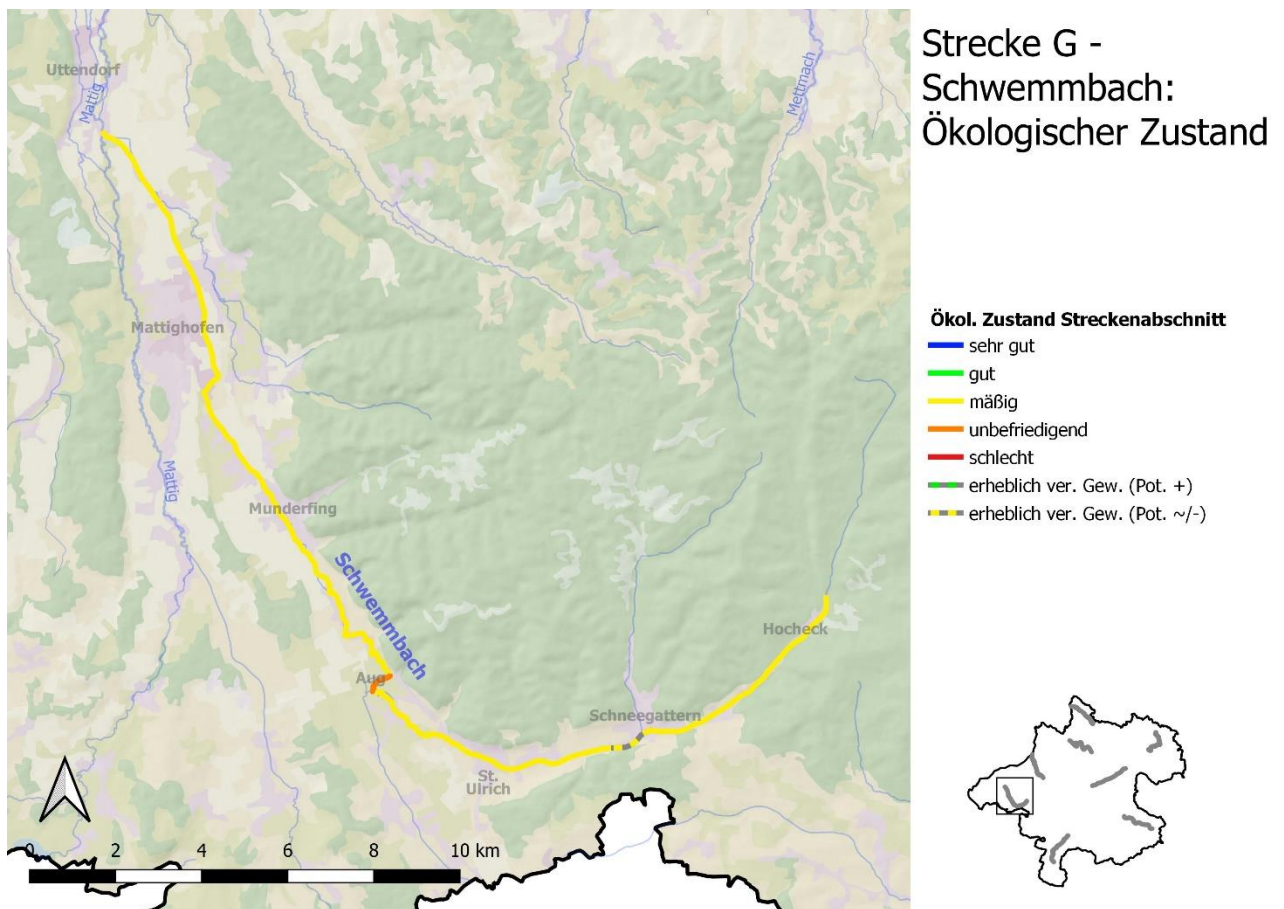 Strecke G -
Schwemmbach:
Ökologischer Zustand
Ökol. Zustand Streckenabschnitt
sehr gut
gut
mäßig
unbefriedigend
schlecht
erheblich ver. Gew. (Pot. +)
erheblich ver. Gew. (Pot. ~/-)
Uttendorf
Mattig
Mettmach
Mattighofen
Mattig
Munderfing
Schwemmbach
Hocheck
Aug
Schneegattern
St.
Ulrich
0 2 4 6 8 10 km